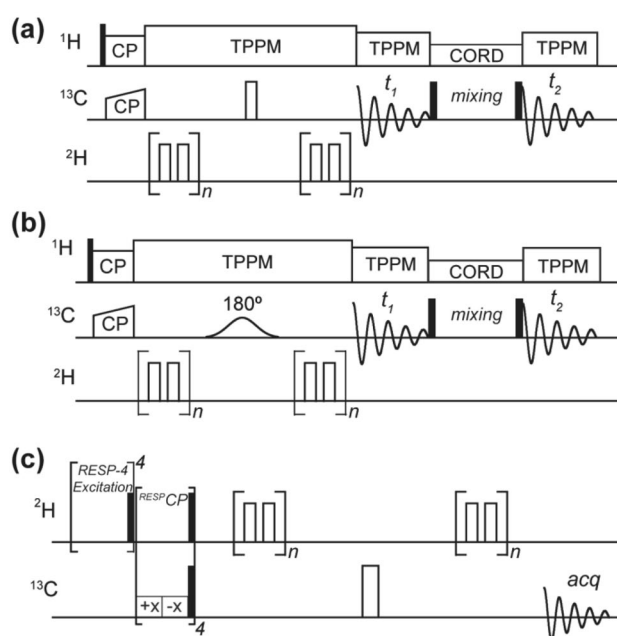 (a)
¹H
CP
TPPM
TPPM
CORD
TPPM
¹³C
CP
t₁
mixing
t₂
²H
n
n
(b)
¹H
CP
TPPM
TPPM
CORD
TPPM
¹³C
CP
180º
t₁
mixing
t₂
²H
n
n
(c)
²H
RESP-4
Excitation
4
RESPCP
n
n
¹³C
+x
-x
4
acq